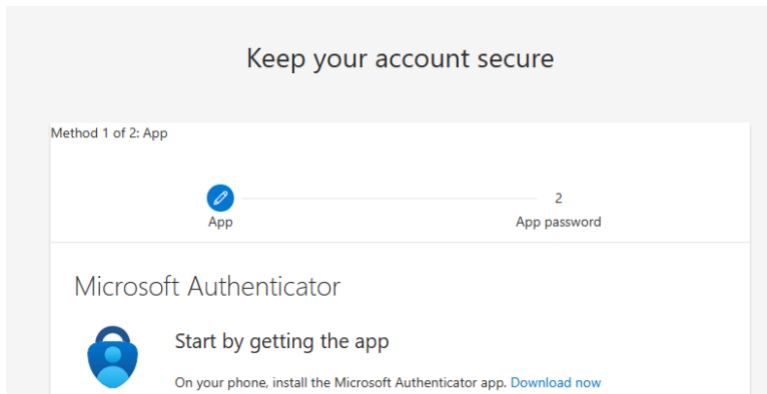 Keep your account secure
Method 1 of 2: App
2
App
App password
Microsoft Authenticator
Start by getting the app
On your phone, install the Microsoft Authenticator app. Download now